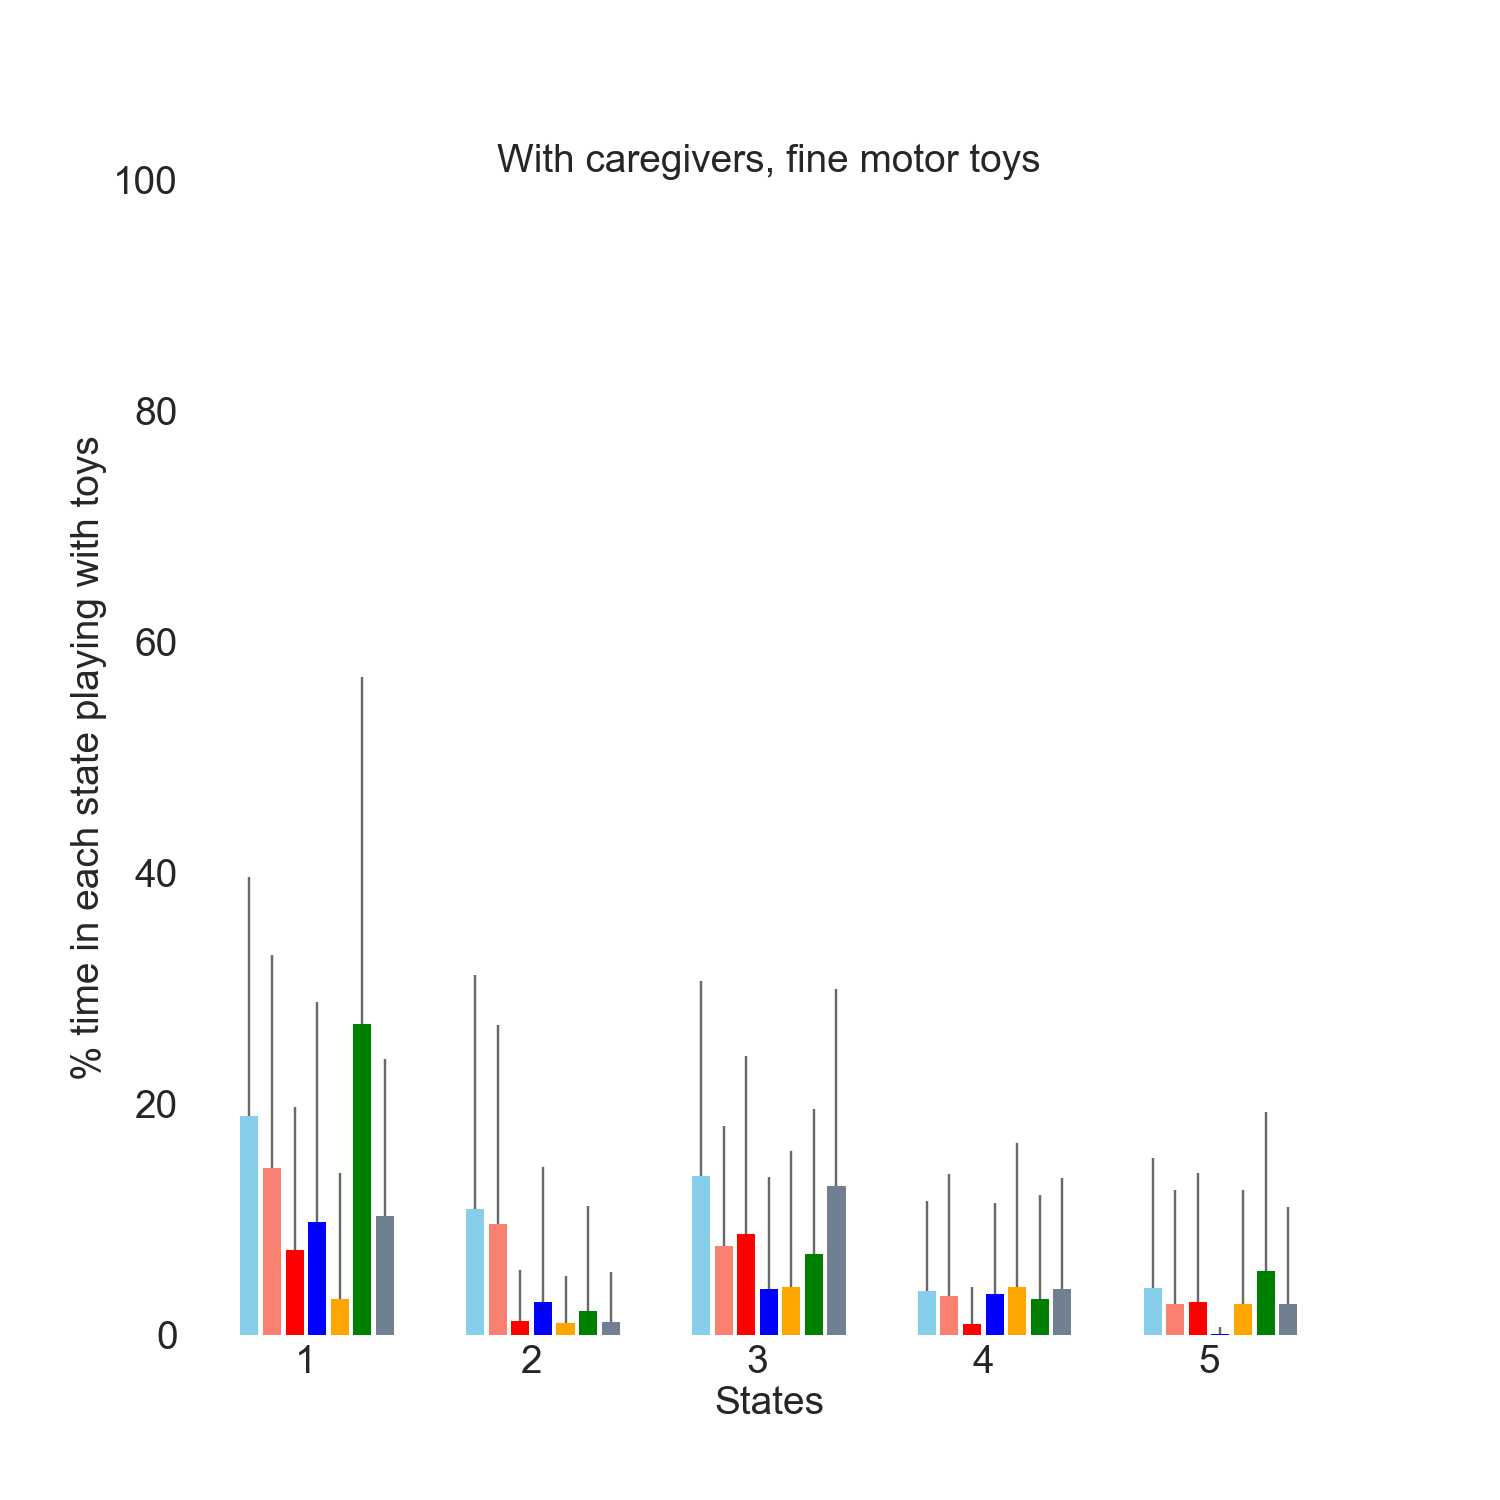 With caregivers, fine motor toys
100
80
60
40
20
0
% time in each state playing with toys
1 2 3 4 5
States